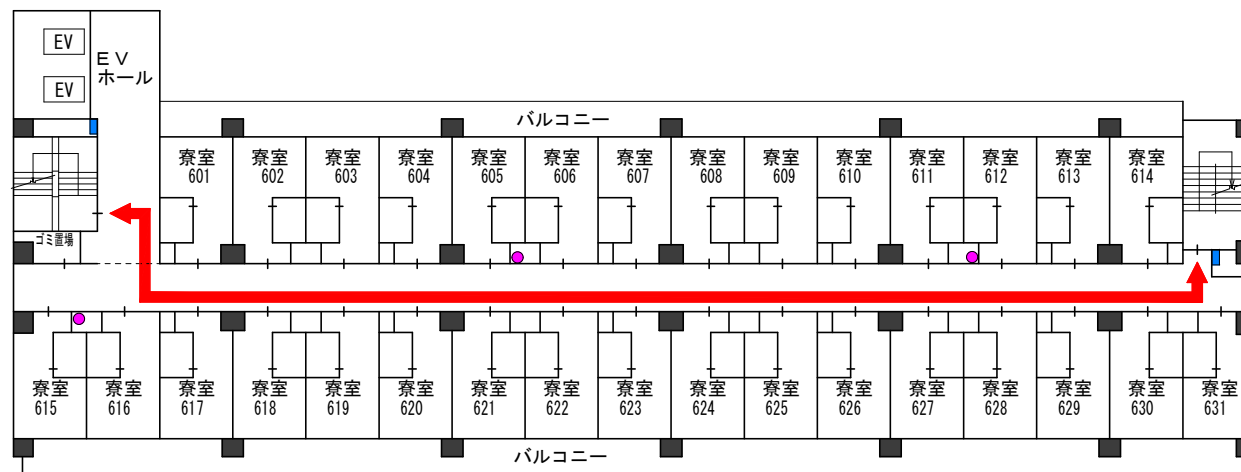 EV
EV
ＥＶ
ホール
バルコニー
寮室
601
寮室
602
寮室
603
寮室
604
寮室
605
寮室
606
寮室
607
寮室
608
寮室
609
寮室
610
寮室
611
寮室
612
寮室
613
寮室
614
ゴミ置場
寮室
615
寮室
616
寮室
617
寮室
618
寮室
619
寮室
620
寮室
621
寮室
622
寮室
623
寮室
624
寮室
625
寮室
626
寮室
627
寮室
628
寮室
629
寮室
630
寮室
631
バルコニー